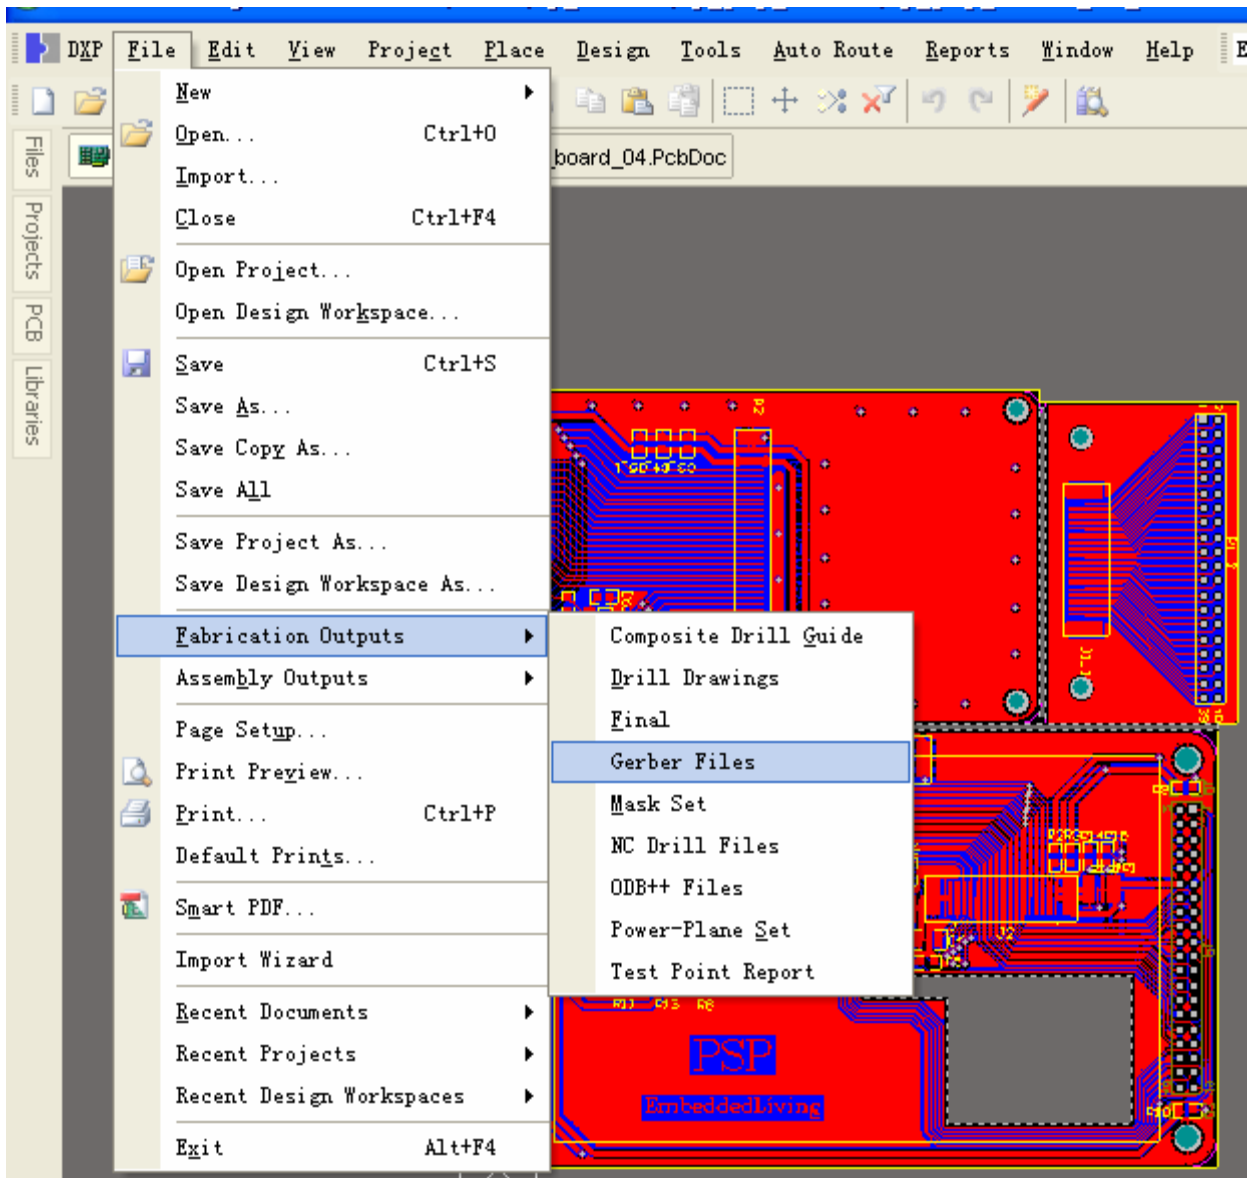 DXP File Edit View Project Place Design Tools Auto Route Reports Window Help
New
Open... Ctrl+O
Import...
Close Ctrl+F4
Open Project...
Open Design Workspace...
Save Ctrl+S
Save As...
Save Copy As...
Save All
Save Project As...
Save Design Workspace As...
Fabrication Outputs
Assembly Outputs
Page Setup...
Print Preview...
Print... Ctrl+P
Default Prints...
Smart PDF...
Import Wizard
Recent Documents
Recent Projects
Recent Design Workspaces
Exit Alt+F4
Composite Drill Guide
Drill Drawings
Final
Gerber Files
Mask Set
NC Drill Files
ODB++ Files
Power-Plane Set
Test Point Report
Files
Projects
PCB
Libraries
_board_04.PcbDoc
P2
J2
R11 R8
PSP
EmbeddedLiving